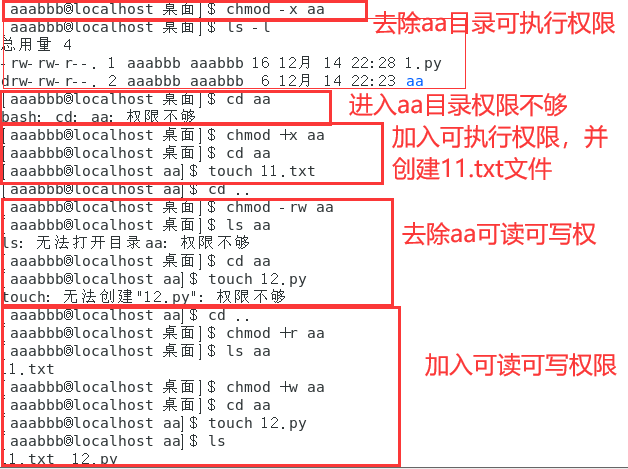 [aaabbb@localhost 桌面]$ chmod -x aa
去除aa目录可执行权限
[aaabbb@localhost 桌面]$ ls -l
总用量 4
-rw-rw-r--. 1 aaabbb aaabbb 16 12月 14 22:28 1.py
drw-rw-r--. 2 aaabbb aaabbb  6 12月 14 22:23 aa
[aaabbb@localhost 桌面]$ cd aa
bash: cd: aa: 权限不够
进入aa目录权限不够
[aaabbb@localhost 桌面]$ chmod +x aa
[aaabbb@localhost 桌面]$ cd aa
[aaabbb@localhost aa]$ touch 11.txt
加入可执行权限，并
创建11.txt文件
[aaabbb@localhost aa]$ cd ..
[aaabbb@localhost 桌面]$ chmod -rw aa
[aaabbb@localhost 桌面]$ ls aa
ls: 无法打开目录aa: 权限不够
[aaabbb@localhost 桌面]$ cd aa
[aaabbb@localhost aa]$ touch 12.py
touch: 无法创建"12.py": 权限不够
去除aa可读可写权
[aaabbb@localhost aa]$ cd ..
[aaabbb@localhost 桌面]$ chmod +r aa
[aaabbb@localhost 桌面]$ ls aa
11.txt
[aaabbb@localhost 桌面]$ chmod +w aa
[aaabbb@localhost 桌面]$ cd aa
[aaabbb@localhost aa]$ touch 12.py
[aaabbb@localhost aa]$ ls
11.txt  12.py
加入可读可写权限